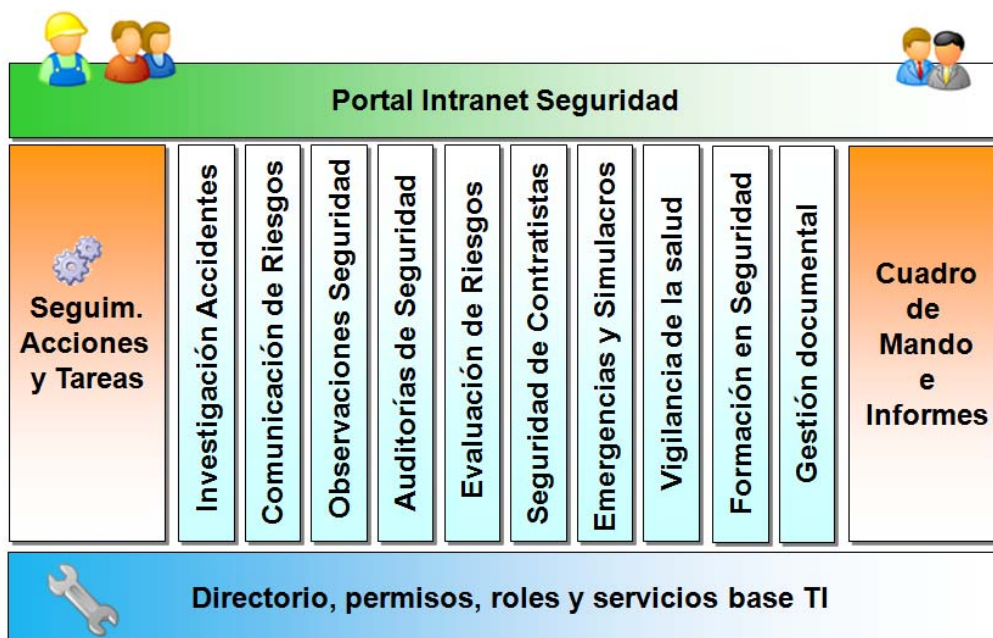 Portal Intranet Seguridad
Seguim.
Acciones
y Tareas
Investigación Accidentes
Comunicación de Riesgos
Observaciones Seguridad
Auditorías de Seguridad
Evaluación de Riesgos
Seguridad de Contratistas
Emergencias y Simulacros
Vigilancia de la salud
Formación en Seguridad
Gestión documental
Cuadro
de
Mando
e
Informes
Directorio, permisos, roles y servicios base TI